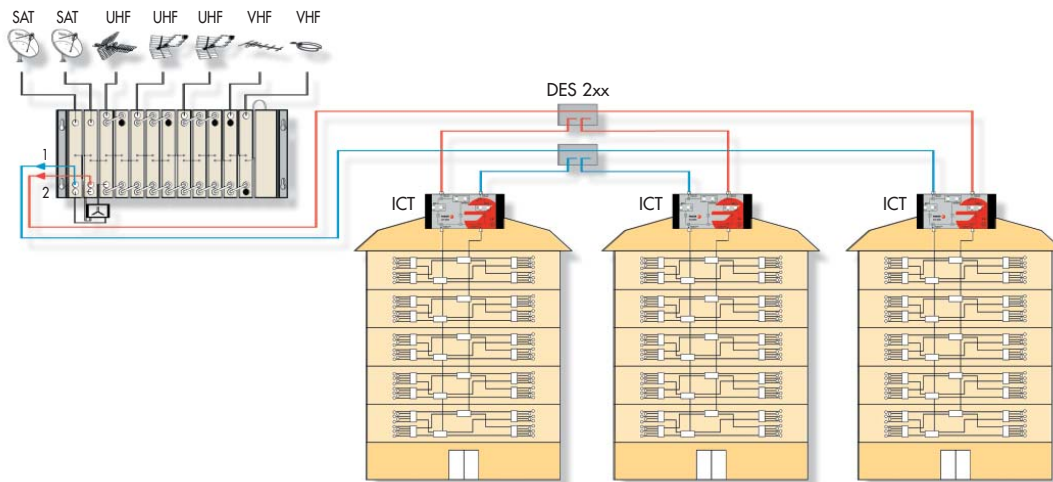 SAT SAT UHF UHF UHF VHF VHF
DES 2xx
1
2
ICT ICT ICT